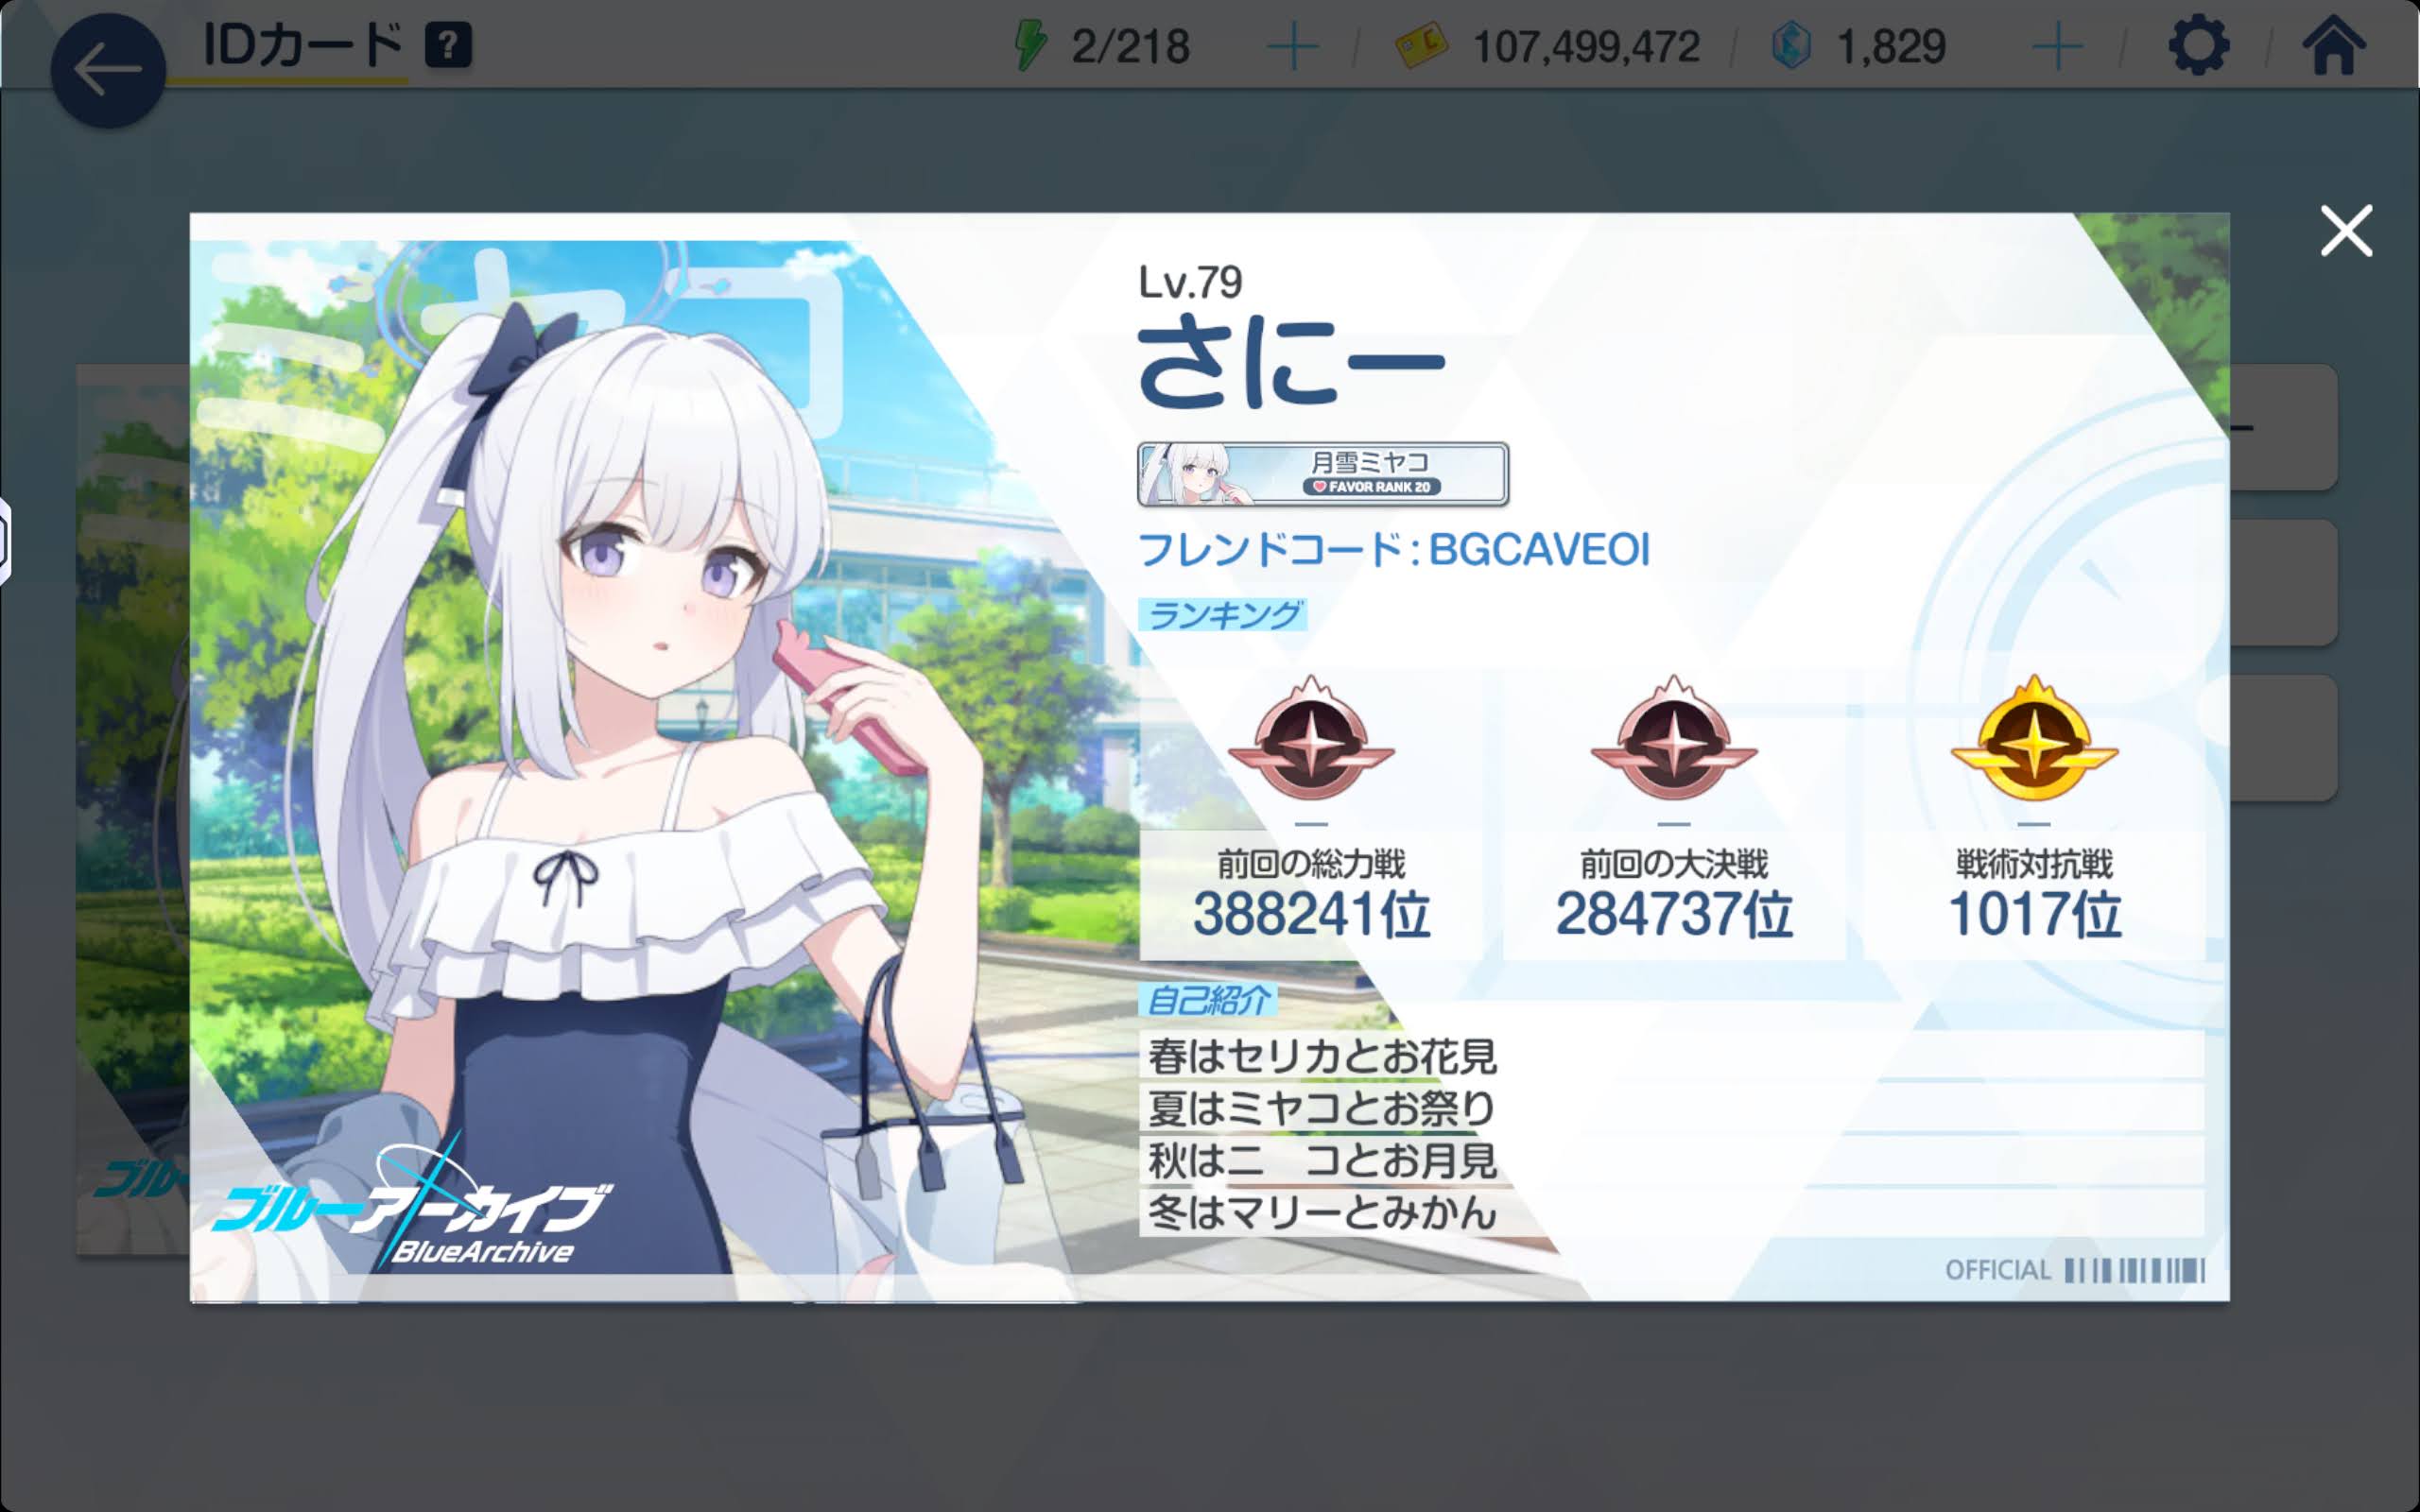 IDカード ?
2/218
107,499,472
1,829
ミヤコ
Lv.79
さにー
月雪ミヤコ
FAVOR RANK 20
フレンドコード:BGCAVEOI
ランキング
前回の総力戦
388241位
前回の大決戦
284737位
戦術対抗戦
1017位
自己紹介
春はセリカとお花見
夏はミヤコとお祭り
秋はニ　コとお月見
冬はマリーとみかん
ブルーアーカイブ
BlueArchive
OFFICIAL
ブル